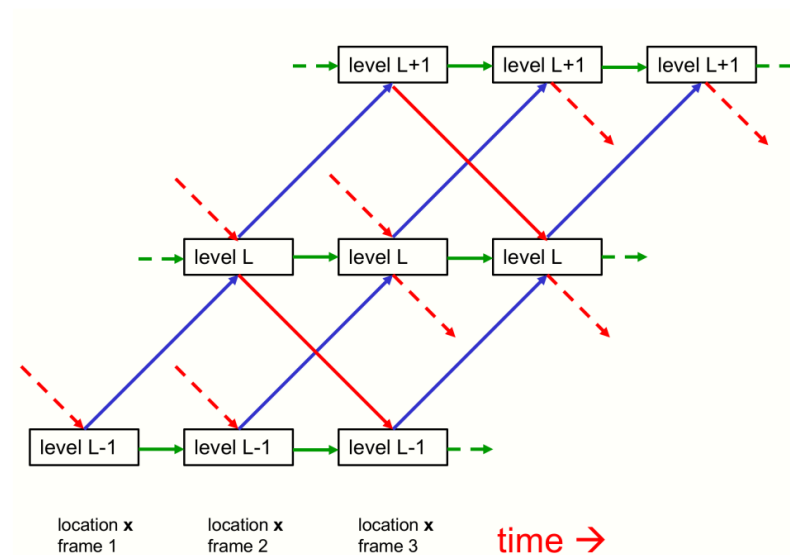 level L+1
level L+1
level L+1
level L
level L
level L
level L-1
level L-1
level L-1
location x
frame 1
location x
frame 2
location x
frame 3
time →